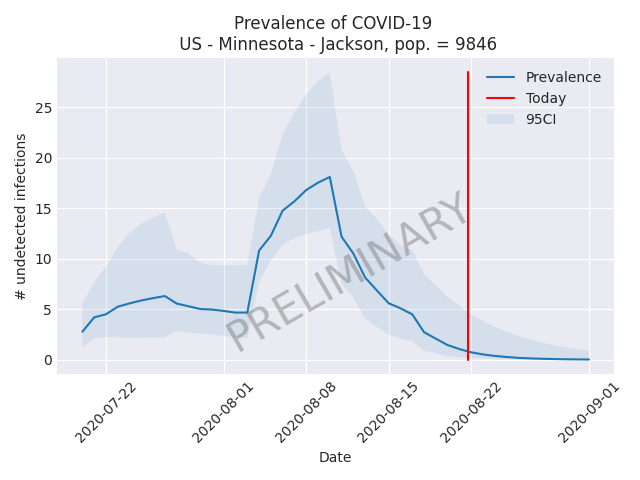 Prevalence of COVID-19
US - Minnesota - Jackson, pop. = 9846
Prevalence
Today
95CI
# undetected infections
25
20
15
10
5
0
PRELIMINARY
2020-07-22
2020-08-01
2020-08-08
2020-08-15
2020-08-22
2020-09-01
Date